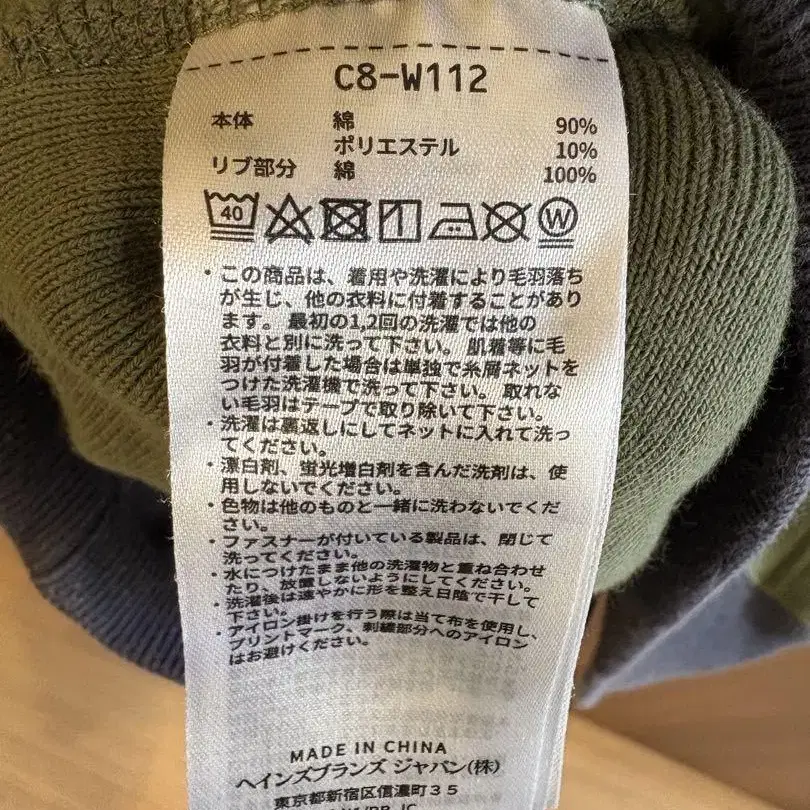 C8-W112
本体 綿 90%
ポリエステル 10%
リブ部分 綿 100%
40 W
・この商品は、着用や洗濯により毛羽落ち
が生じ、他の衣料に付着することがあり
ます。 最初の1,2回の洗濯では他の
衣料と別に洗って下さい。 肌着等に毛
羽が付着した場合は単独で糸屑ネットを
つけた洗濯機で洗って下さい。 取れな
い毛羽はテープで取り除いて下さい。
・洗濯は裏返しにしてネットに入れて洗っ
てください。
・漂白剤、蛍光増白剤を含んだ洗剤は、使
用しないでください。
・色物は他のものと一緒に洗わないでくだ
さい。
・ファスナーが付いている製品は、閉じて
洗ってください。
・水につけたまま他の洗濯物と重ね合わせ
たり、放置しないようにしてください。
・洗濯後は速やかに形を整え日陰で干して
下さい。
・アイロン掛けを行う際は当て布を使用し、
プリントマーク、刺繍部分へのアイロン
はお避けください。
MADE IN CHINA
ヘインズブランズ ジャパン(株)
東京都新宿区信濃町35